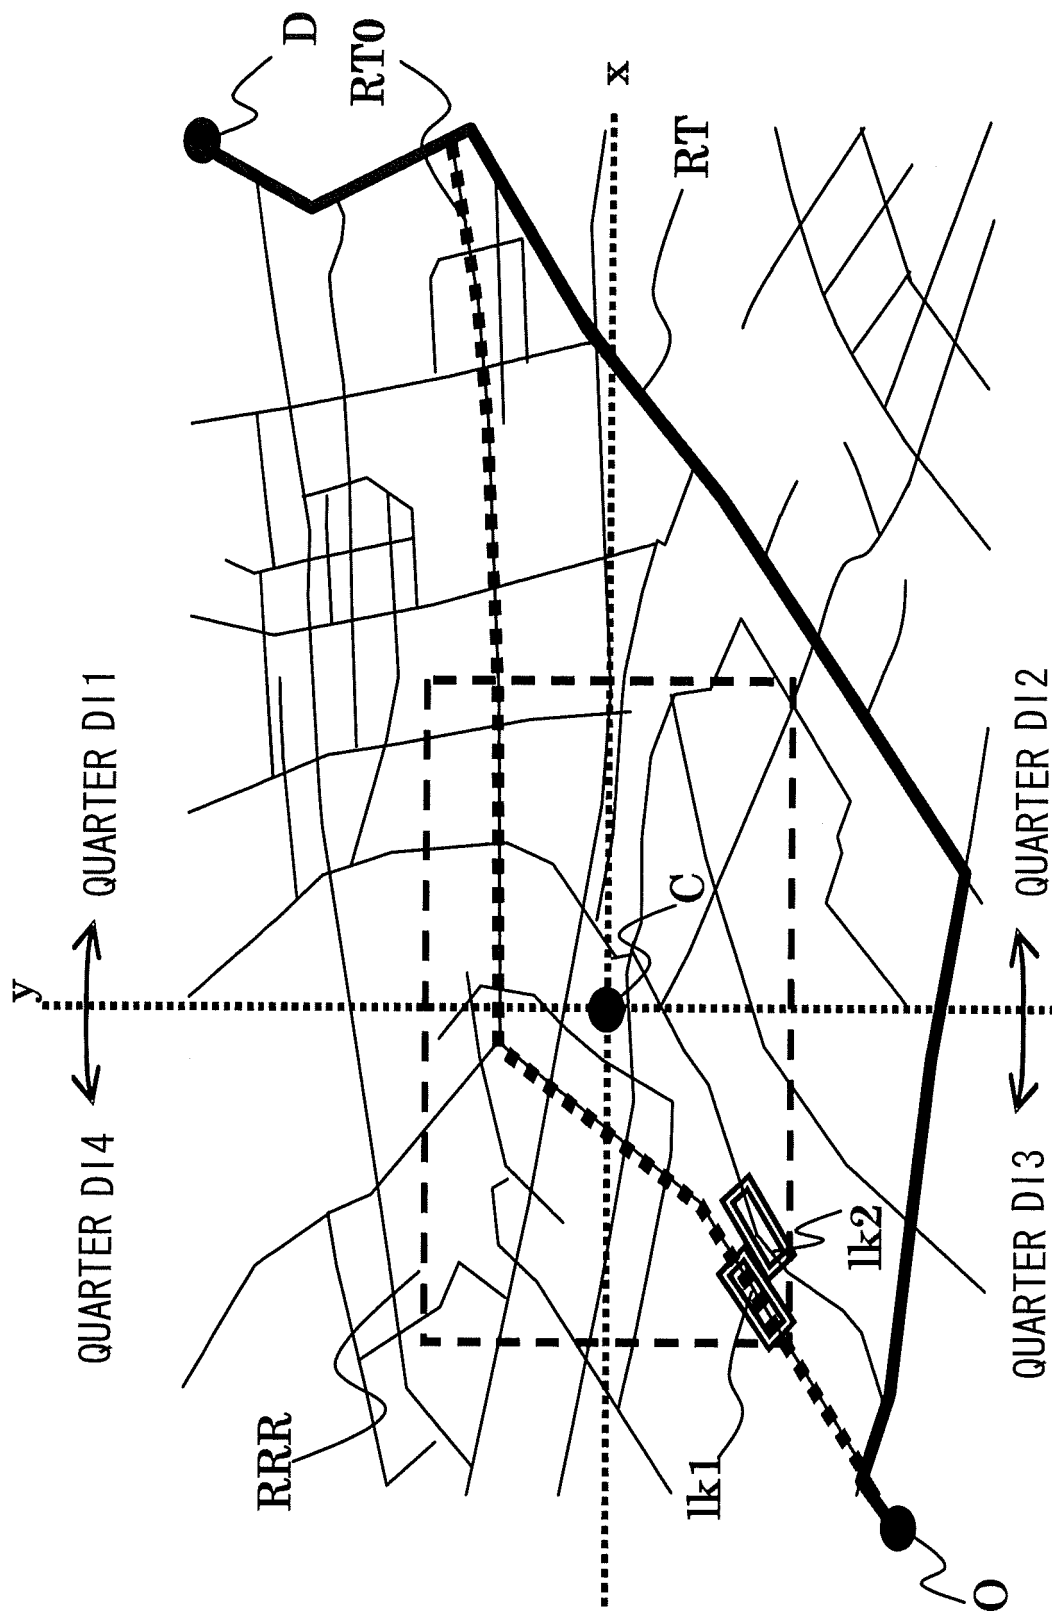 y
QUARTER DI4
QUARTER DI1
RRR
D
RT0
x
C
RT
lk1
lk2
O
QUARTER DI3
QUARTER DI2